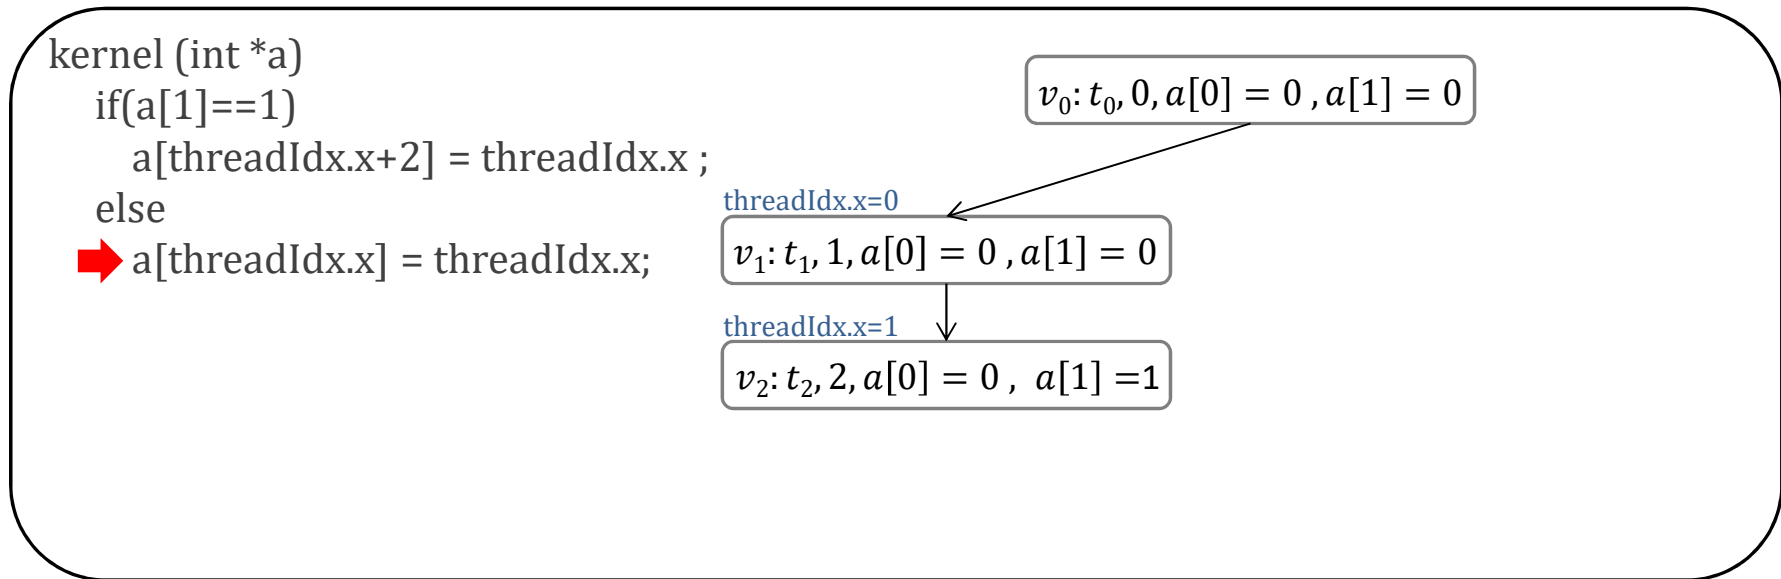 kernel (int *a)
if(a[1]==1)
a[threadIdx.x+2] = threadIdx.x ;
else
a[threadIdx.x] = threadIdx.x;
v₀: t₀, 0, a[0] = 0 , a[1] = 0
threadIdx.x=0
v₁: t₁, 1, a[0] = 0 , a[1] = 0
threadIdx.x=1
v₂: t₂, 2, a[0] = 0 , a[1] =1